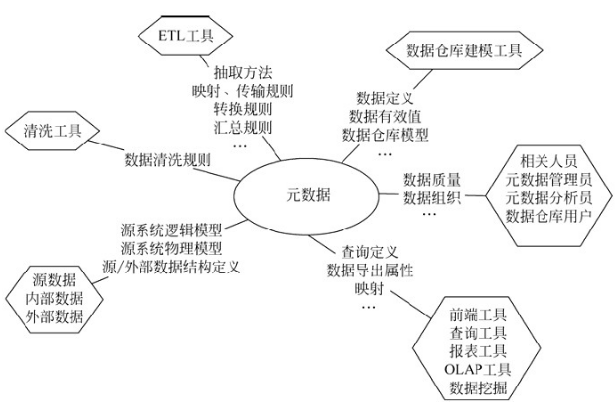 ETL工具
抽取方法
映射、传输规则
转换规则
汇总规则
…
数据仓库建模工具
数据定义
数据有效值
数据仓库模型
…
清洗工具
数据清洗规则
元数据
数据质量
数据组织
…
相关人员
元数据管理员
元数据分析员
数据仓库用户
源系统逻辑模型
源系统物理模型
源/外部数据结构定义
源数据
内部数据
外部数据
查询定义
数据导出属性
映射
…
前端工具
查询工具
报表工具
OLAP工具
数据挖掘